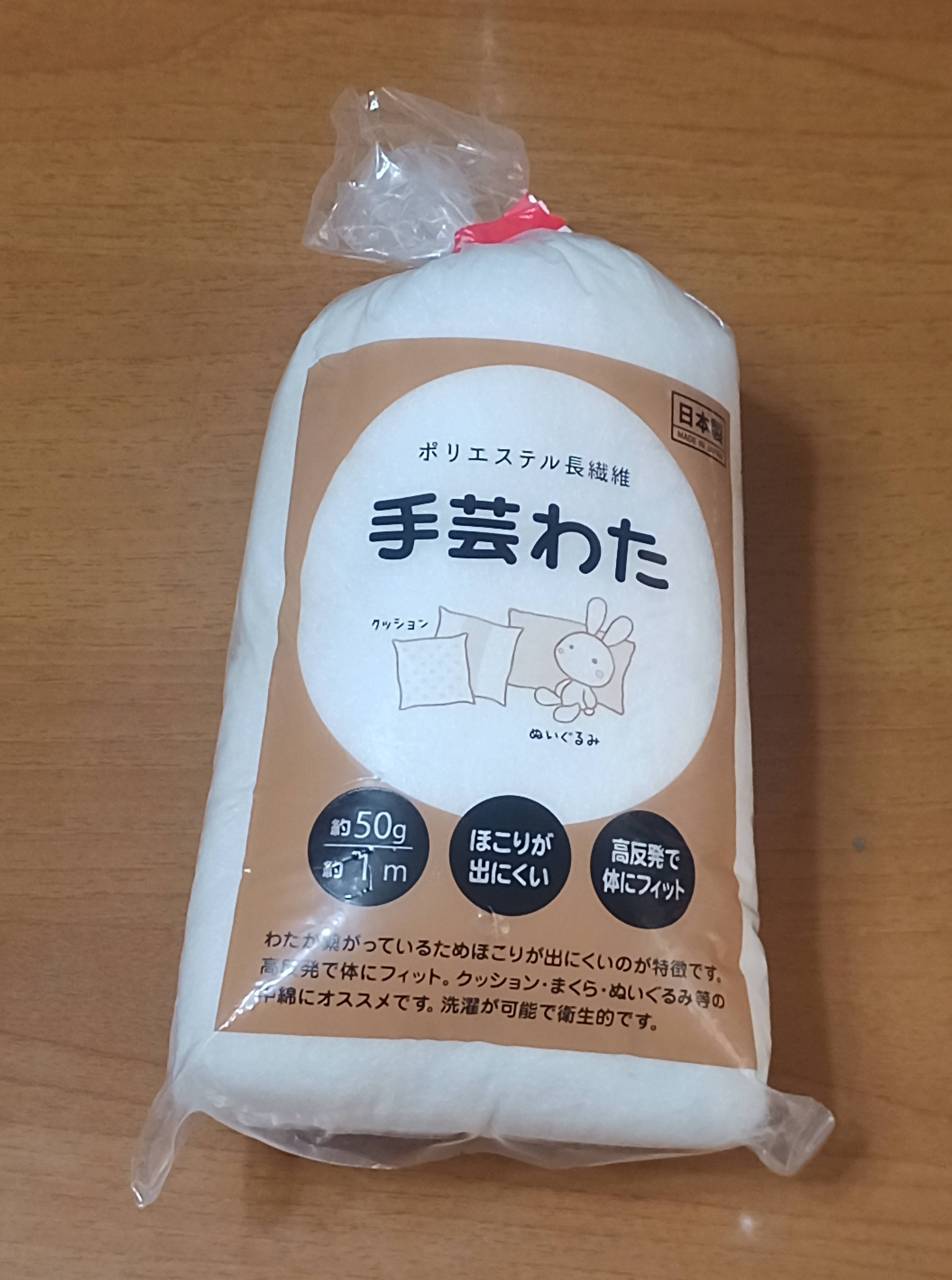 日本製
MADE IN JAPAN
ポリエステル長繊維
手芸わた
クッション
ぬいぐるみ
約50g
約1m
ほこりが
出にくい
高反発で
体にフィット
わたが繋がっているためほこりが出にくいのが特徴です。
高反発で体にフィット。クッション・まくら・ぬいぐるみ等の
中綿にオススメです。洗濯が可能で衛生的です。